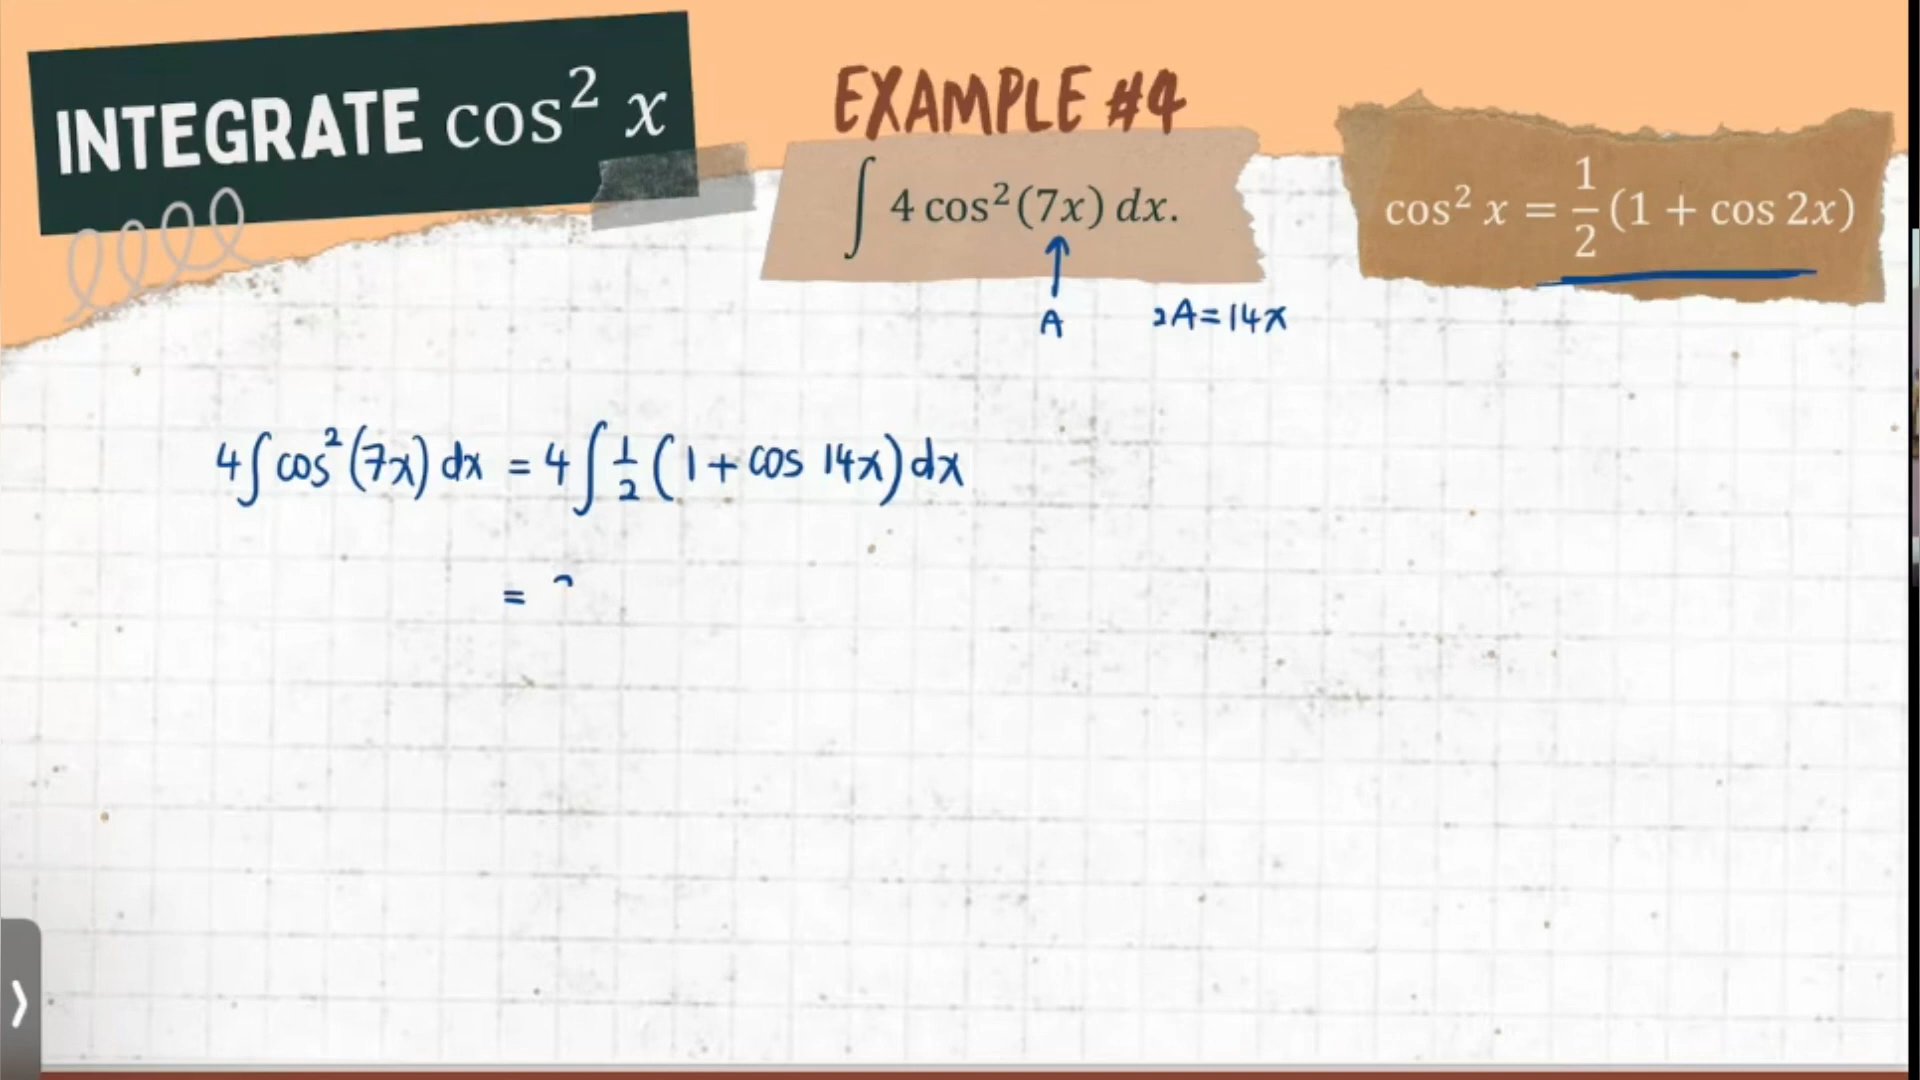 INTEGRATE cos² x
EXAMPLE #4
∫ 4 cos²(7x) dx.
cos² x = 1/2 (1 + cos 2x)
A
2A = 14x
4∫cos²(7x) dx = 4∫ 1/2 (1 + cos 14x) dx
=